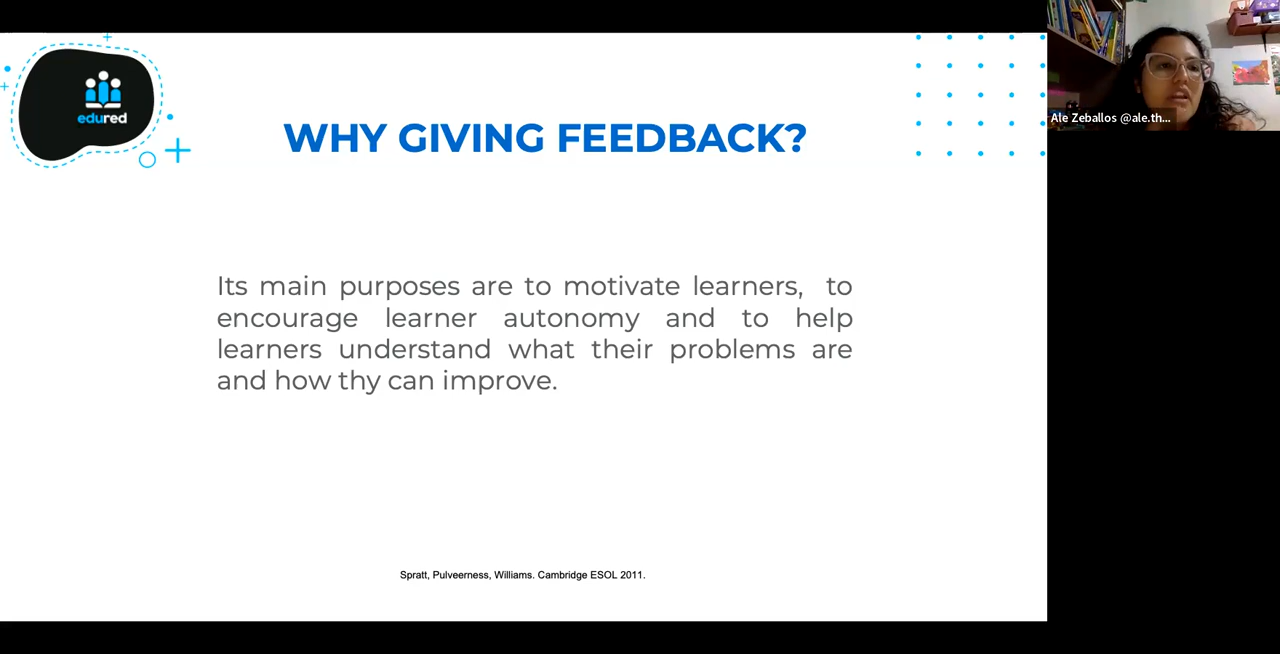 edured
WHY GIVING FEEDBACK?
Its main purposes are to motivate learners, to
encourage learner autonomy and to help
learners understand what their problems are
and how thy can improve.
Spratt, Pulveerness, Williams. Cambridge ESOL 2011.
Ale Zeballos @ale.th...